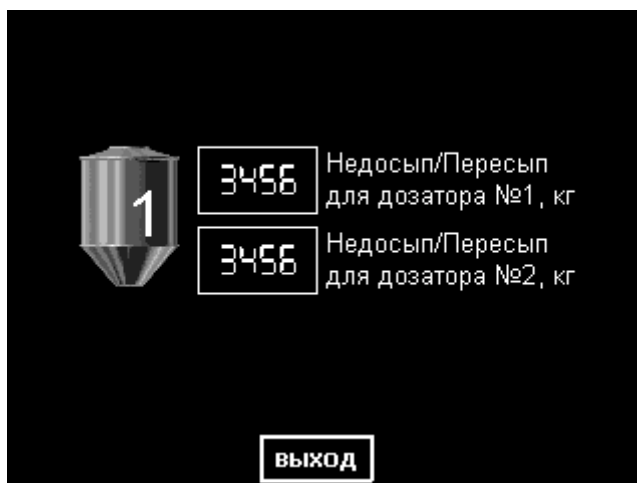 1
3456
Недосып/Пересып
для дозатора №1, кг
3456
Недосып/Пересып
для дозатора №2, кг
выход